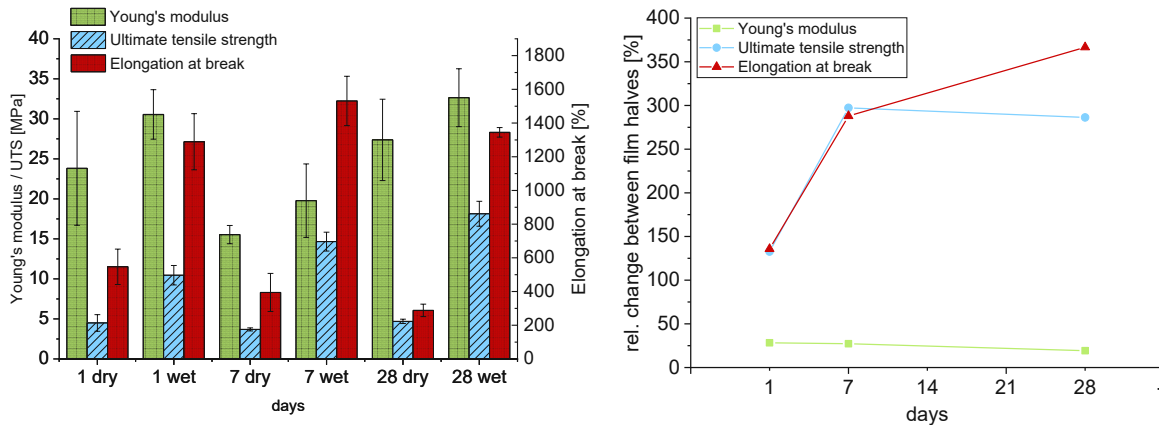 Young's modulus
Ultimate tensile strength
Elongation at break
40
35
30
25
20
15
10
5
0
Young's modulus / UTS [MPa]
1800
1600
1400
1200
1000
800
600
400
200
0
Elongation at break [%]
1 dry 1 wet 7 dry 7 wet 28 dry 28 wet
days
400
350
300
250
200
150
100
50
0
rel. change between film halves [%]
Young's modulus
Ultimate tensile strength
Elongation at break
1 7 14 21 28
days